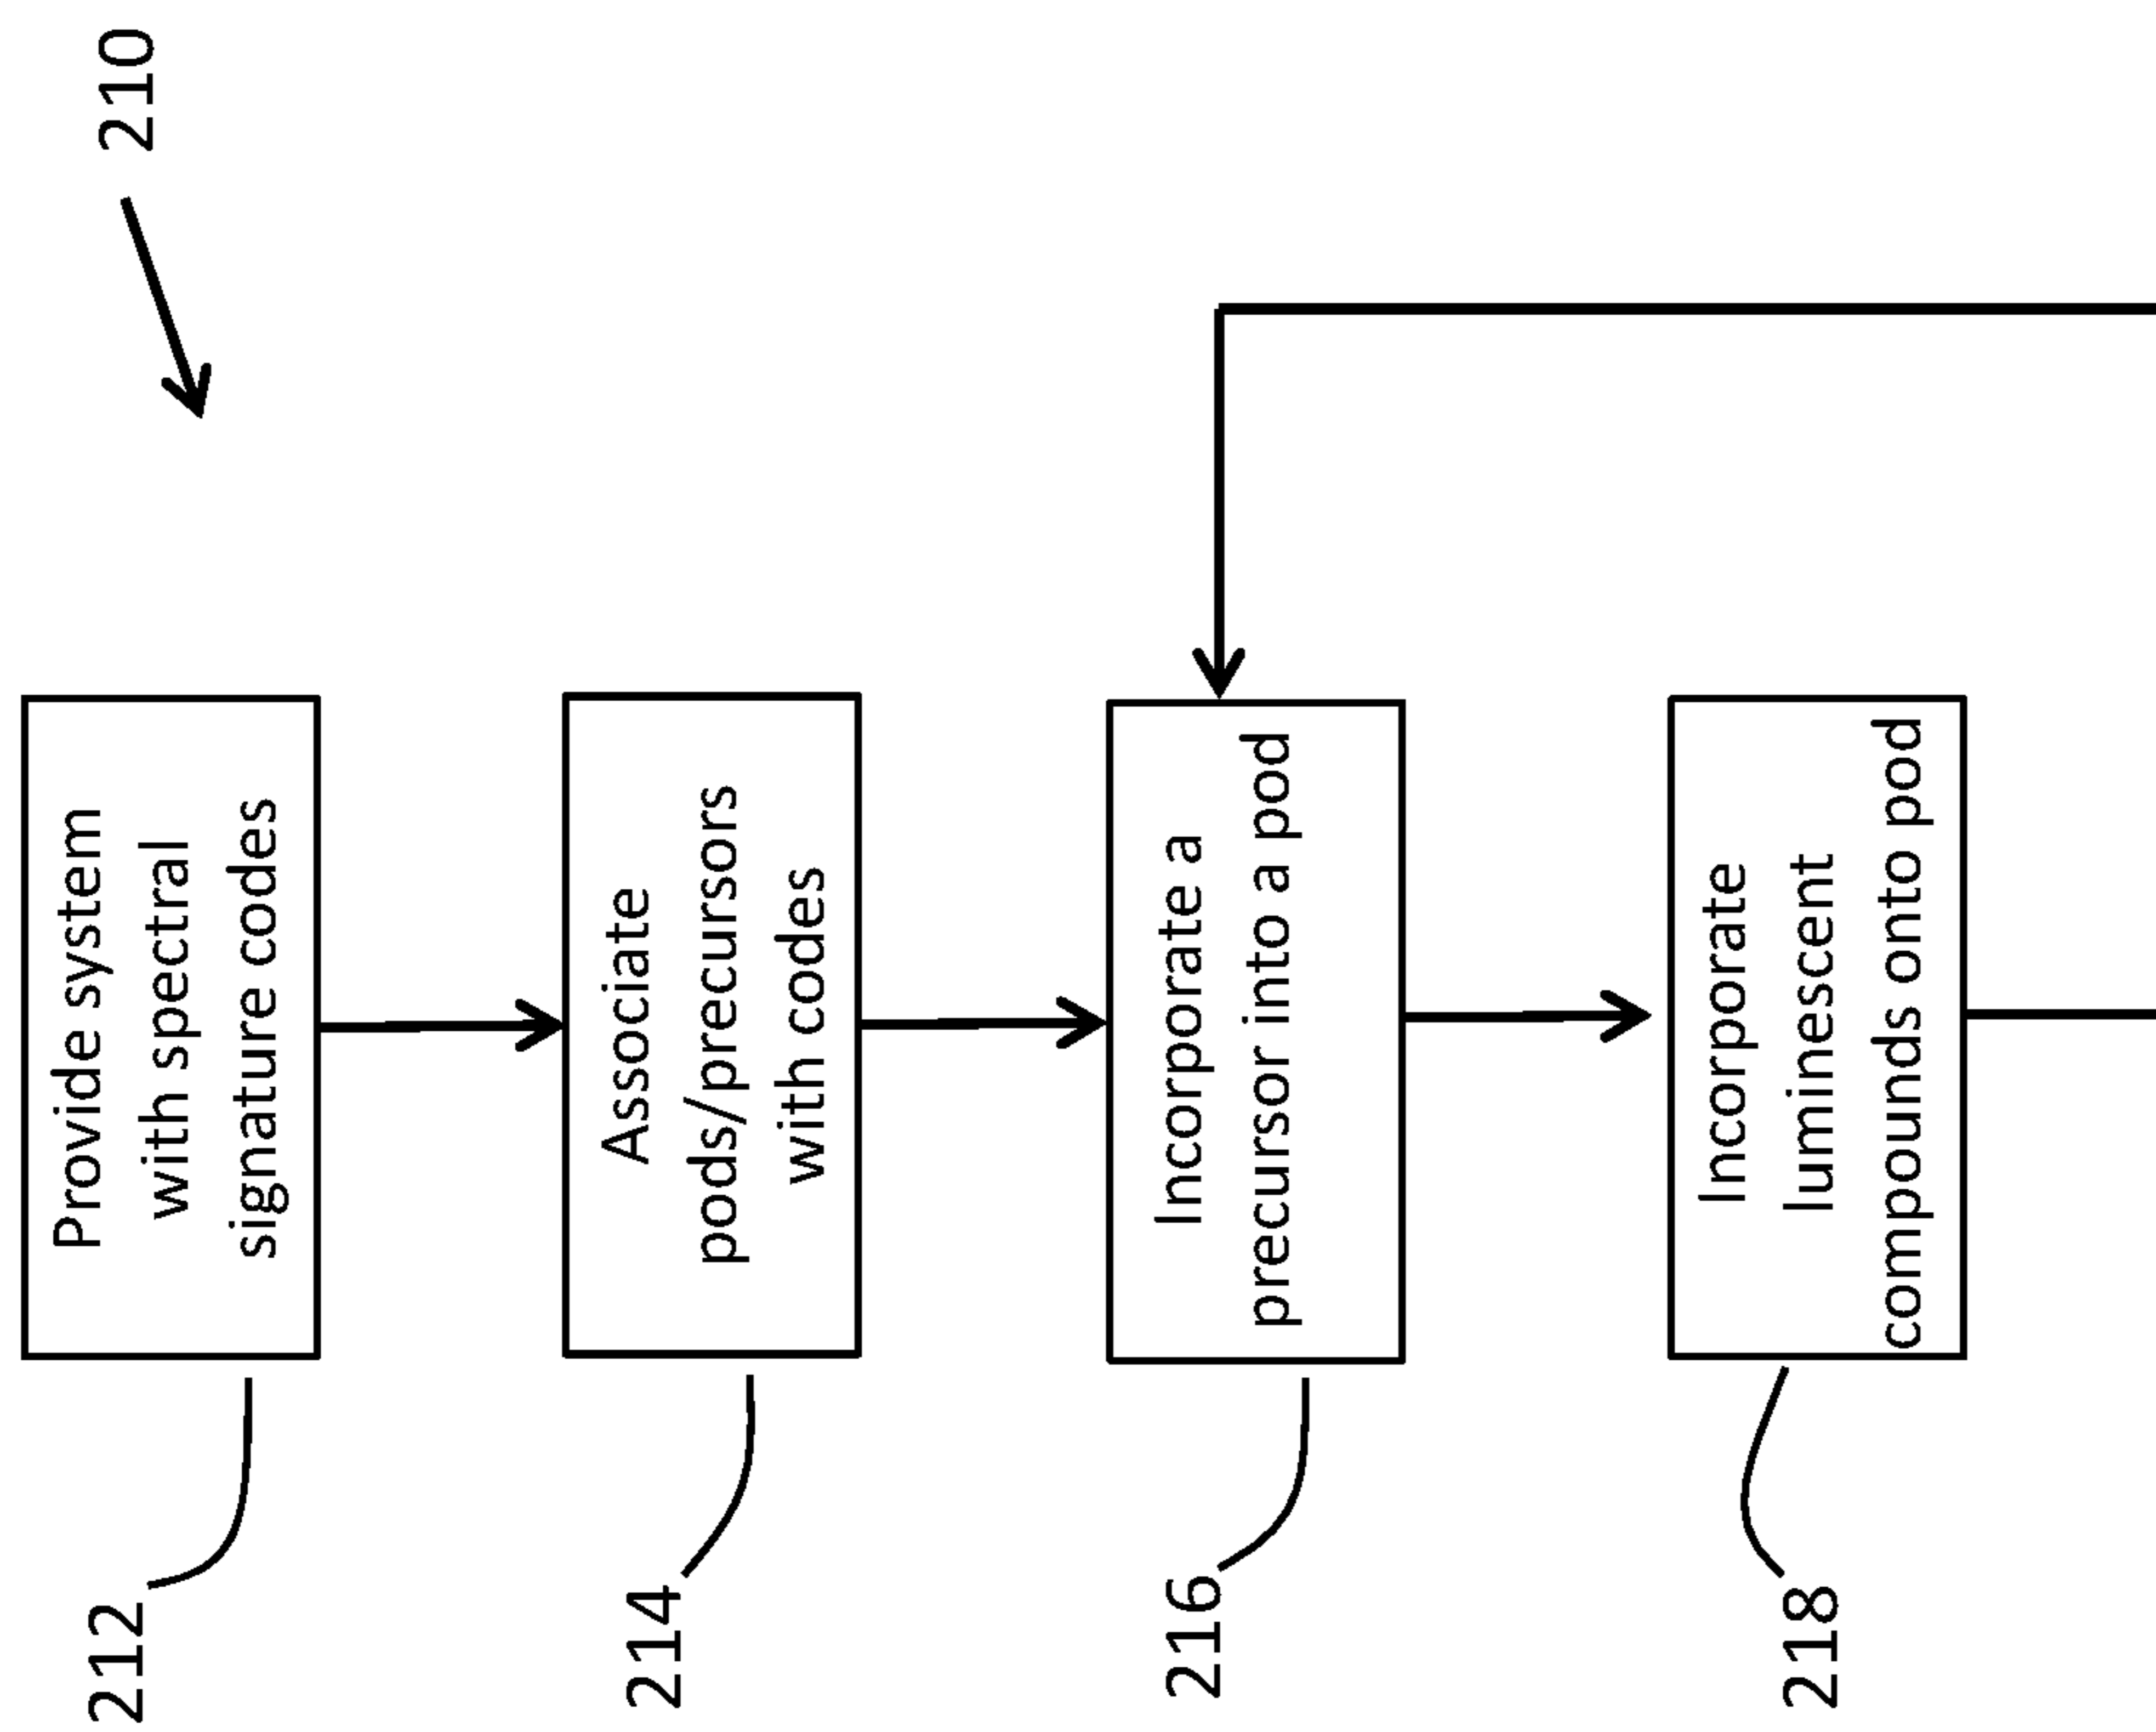 210
212
Provide system
with spectral
signature codes
214
Associate
pods/precursors
with codes
216
Incorporate a
precursor into a pod
218
Incorporate
luminescent
compounds onto pod